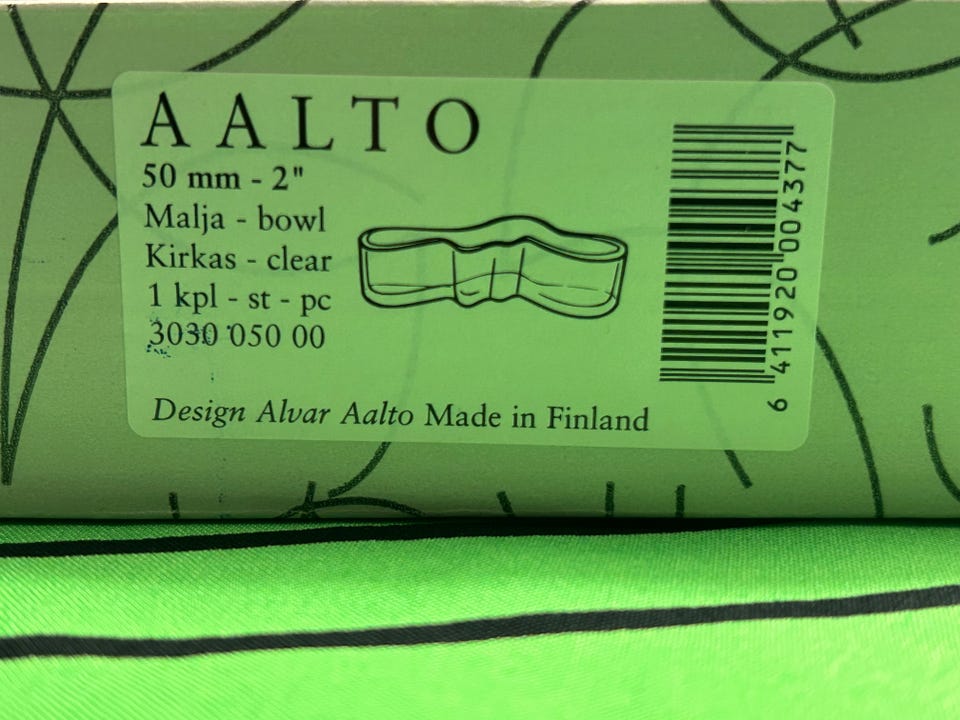 AALTO
50 mm - 2"
Malja - bowl
Kirkas - clear
1 kpl - st - pc
3030 050 00
Design Alvar Aalto Made in Finland
6 411920 004377